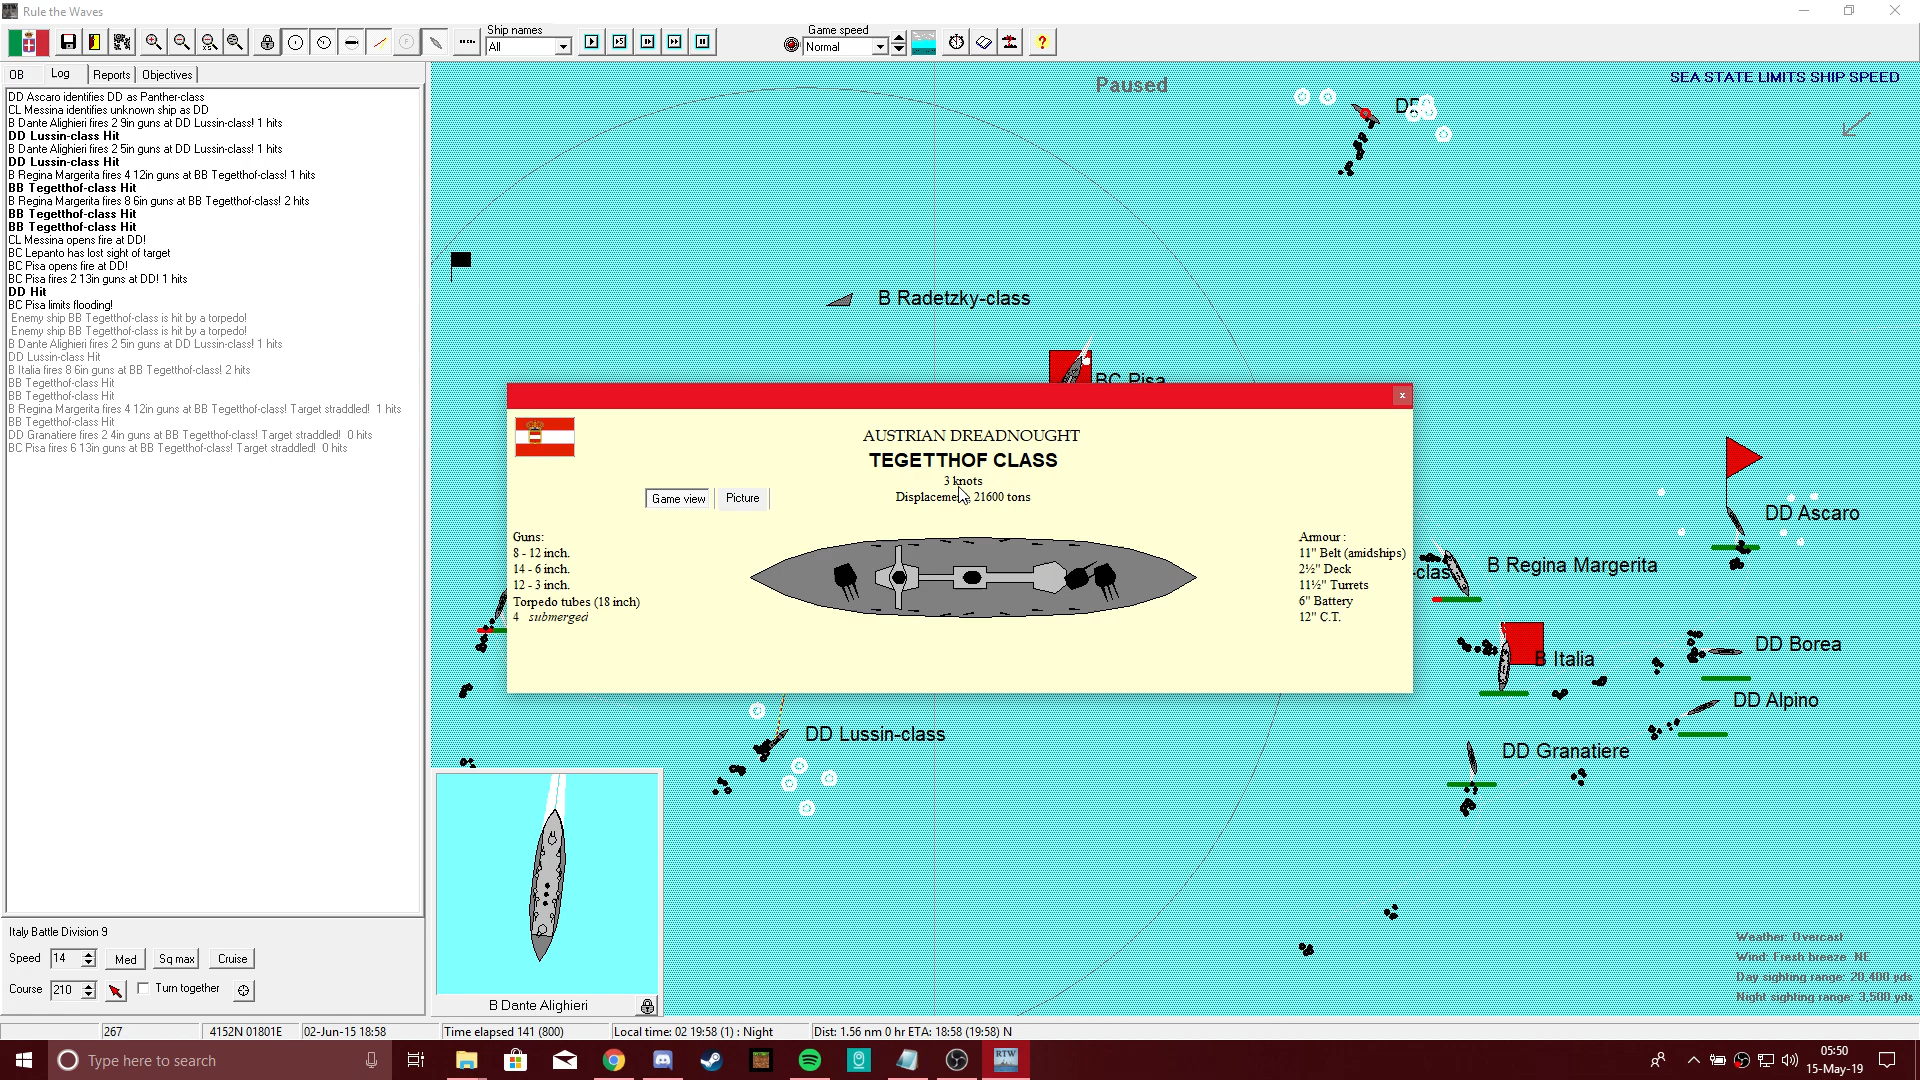 Rule the Waves
Ship names
All
Game speed
Normal
OB
Log
Reports
Objectives
DD Ascaro identifies DD as Panther-class
CL Messina identifies unknown ship as DD
B Dante Alighieri fires 2 9in guns at DD Lussin-class! 1 hits
DD Lussin-class Hit
B Dante Alighieri fires 2 5in guns at DD Lussin-class! 1 hits
DD Lussin-class Hit
B Regina Margerita fires 4 12in guns at BB Tegetthof-class! 1 hits
BB Tegetthof-class Hit
B Regina Margerita fires 8 6in guns at BB Tegetthof-class! 2 hits
BB Tegetthof-class Hit
BB Tegetthof-class Hit
CL Messina opens fire at DD!
BC Lepanto has lost sight of target
BC Pisa opens fire at DD!
BC Pisa fires 2 13in guns at DD! 1 hits
DD Hit
BC Pisa limits flooding!
Enemy ship BB Tegetthof-class is hit by a torpedo!
Enemy ship BB Tegetthof-class is hit by a torpedo!
B Dante Alighieri fires 2 5in guns at DD Lussin-class! 1 hits
DD Lussin-class Hit
B Italia fires 8 6in guns at BB Tegetthof-class! 2 hits
BB Tegetthof-class Hit
BB Tegetthof-class Hit
B Regina Margerita fires 4 12in guns at BB Tegetthof-class! Target straddled! 1 hits
BB Tegetthof-class Hit
DD Granatiere fires 2 4in guns at BB Tegetthof-class! Target straddled! 0 hits
BC Pisa fires 6 13in guns at BB Tegetthof-class! Target straddled! 0 hits
Paused
SEA STATE LIMITS SHIP SPEED
DD
B Radetzky-class
BC Pisa
AUSTRIAN DREADNOUGHT
TEGETTHOF CLASS
3 knots
Displacement 21600 tons
Game view
Picture
Guns:
8 - 12 inch.
14 - 6 inch.
12 - 3 inch.
Torpedo tubes (18 inch)
4 submerged
Armour :
11" Belt (amidships)
2½" Deck
11½" Turrets
6" Battery
12" C.T.
DD Ascaro
-class
B Regina Margerita
DD Borea
B Italia
DD Alpino
DD Lussin-class
DD Granatiere
B Dante Alighieri
Italy Battle Division 9
Speed
14
Med
Sq max
Cruise
Course
210
Turn together
Weather: Overcast
Wind: Fresh breeze NE
Day sighting range: 20,400 yds
Night sighting range: 3,500 yds
267
4152N 01801E
02-Jun-15 18:58
Time elapsed 141 (800)
Local time: 02 19:58 (1) : Night
Dist: 1.56 nm 0 hr ETA: 18:58 (19:58) N
Type here to search
RTW
05:50
15-May-19